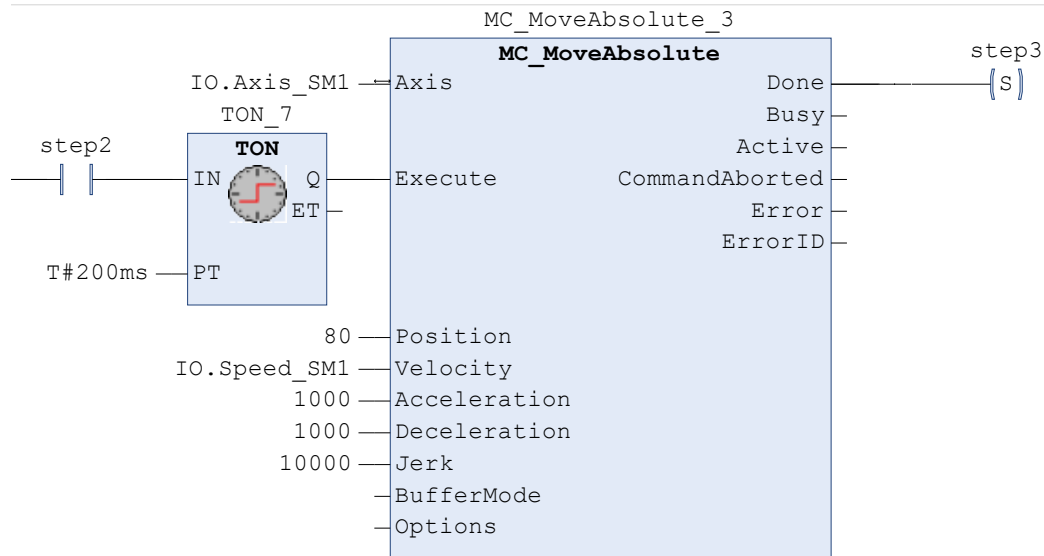 MC_MoveAbsolute_3
MC_MoveAbsolute
step3
IO.Axis_SM1 Axis Done S
TON_7 Busy
step2 TON Active
IN Q Execute CommandAborted
ET Error
ErrorID
T#200ms PT
80 Position
IO.Speed_SM1 Velocity
1000 Acceleration
1000 Deceleration
10000 Jerk
BufferMode
Options